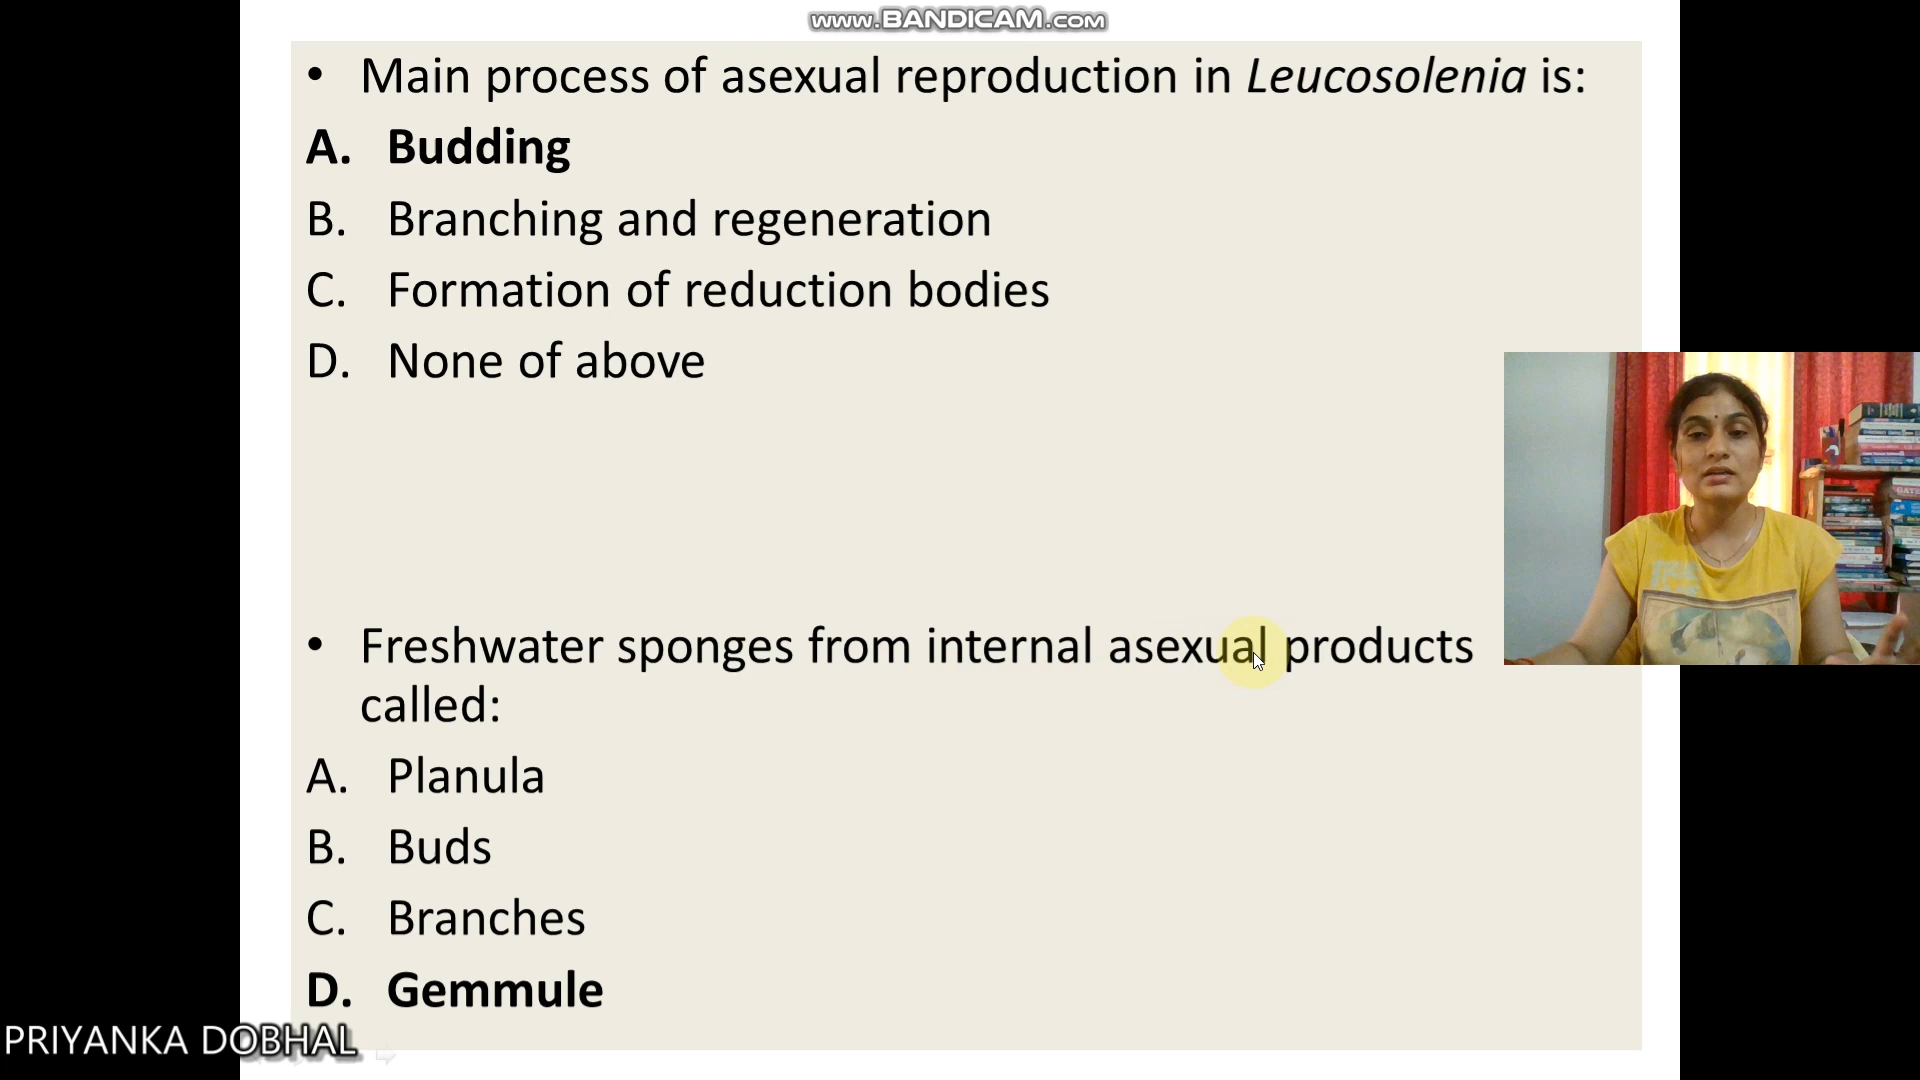 www.BANDICAM.com
• Main process of asexual reproduction in Leucosolenia is:
A. Budding
B. Branching and regeneration
C. Formation of reduction bodies
D. None of above
• Freshwater sponges from internal asexual products
called:
A. Planula
B. Buds
C. Branches
D. Gemmule
PRIYANKA DOBHAL